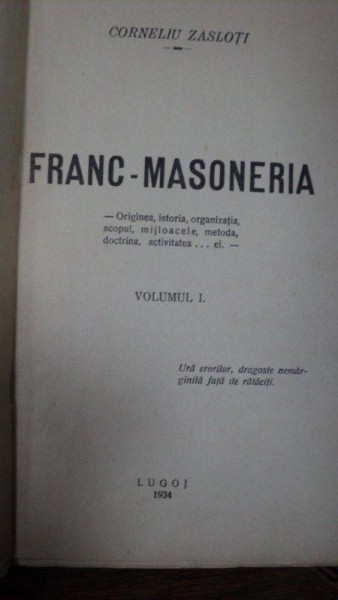 CORNELIU ZASLOȚI
FRANC-MASONERIA
— Originea, istoria, organizația,
scopul, mijloacele, metoda,
doctrina, activitatea . . . ei. —
VOLUMUL I.
Ură erorilor, dragoste nemăr-
ginită față de rătăciți.
LUGOJ
1934